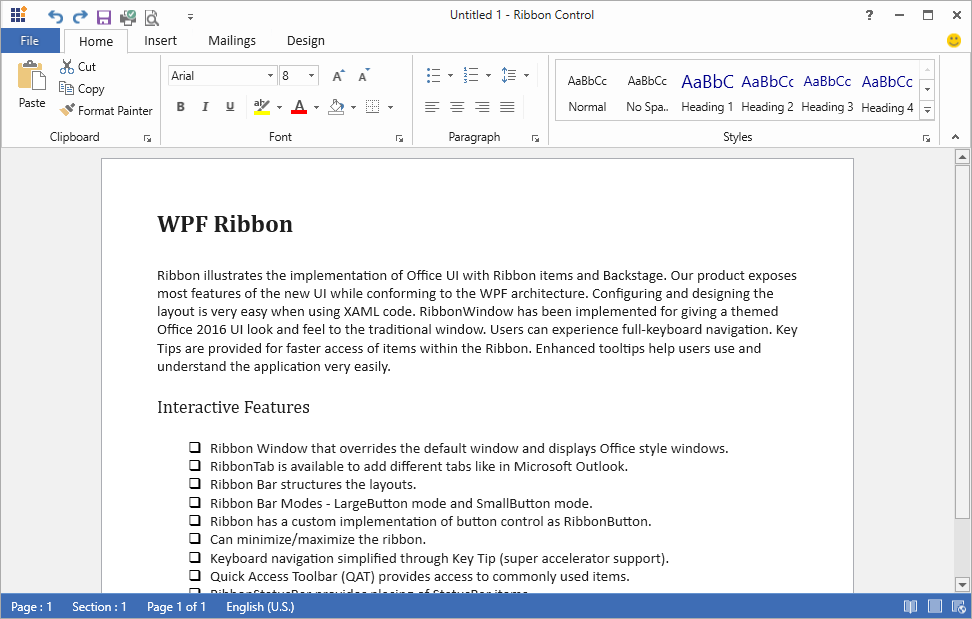 Untitled 1 - Ribbon Control
?
File Home Insert Mailings Design
Paste
Cut
Copy
Format Painter
Clipboard
Arial 8 A A
B I U ab A
Font
Paragraph
AaBbCc AaBbCc AaBbC AaBbCc AaBbCc AaBbCc
Normal No Spa.. Heading 1 Heading 2 Heading 3 Heading 4
Styles
WPF Ribbon
Ribbon illustrates the implementation of Office UI with Ribbon items and Backstage. Our product exposes
most features of the new UI while conforming to the WPF architecture. Configuring and designing the
layout is very easy when using XAML code. RibbonWindow has been implemented for giving a themed
Office 2016 UI look and feel to the traditional window. Users can experience full-keyboard navigation. Key
Tips are provided for faster access of items within the Ribbon. Enhanced tooltips help users use and
understand the application very easily.
Interactive Features
Ribbon Window that overrides the default window and displays Office style windows.
RibbonTab is available to add different tabs like in Microsoft Outlook.
Ribbon Bar structures the layouts.
Ribbon Bar Modes - LargeButton mode and SmallButton mode.
Ribbon has a custom implementation of button control as RibbonButton.
Can minimize/maximize the ribbon.
Keyboard navigation simplified through Key Tip (super accelerator support).
Quick Access Toolbar (QAT) provides access to commonly used items.
RibbonStatusBar provides placing of StatusBar items.
Page : 1 Section : 1 Page 1 of 1 English (U.S.)